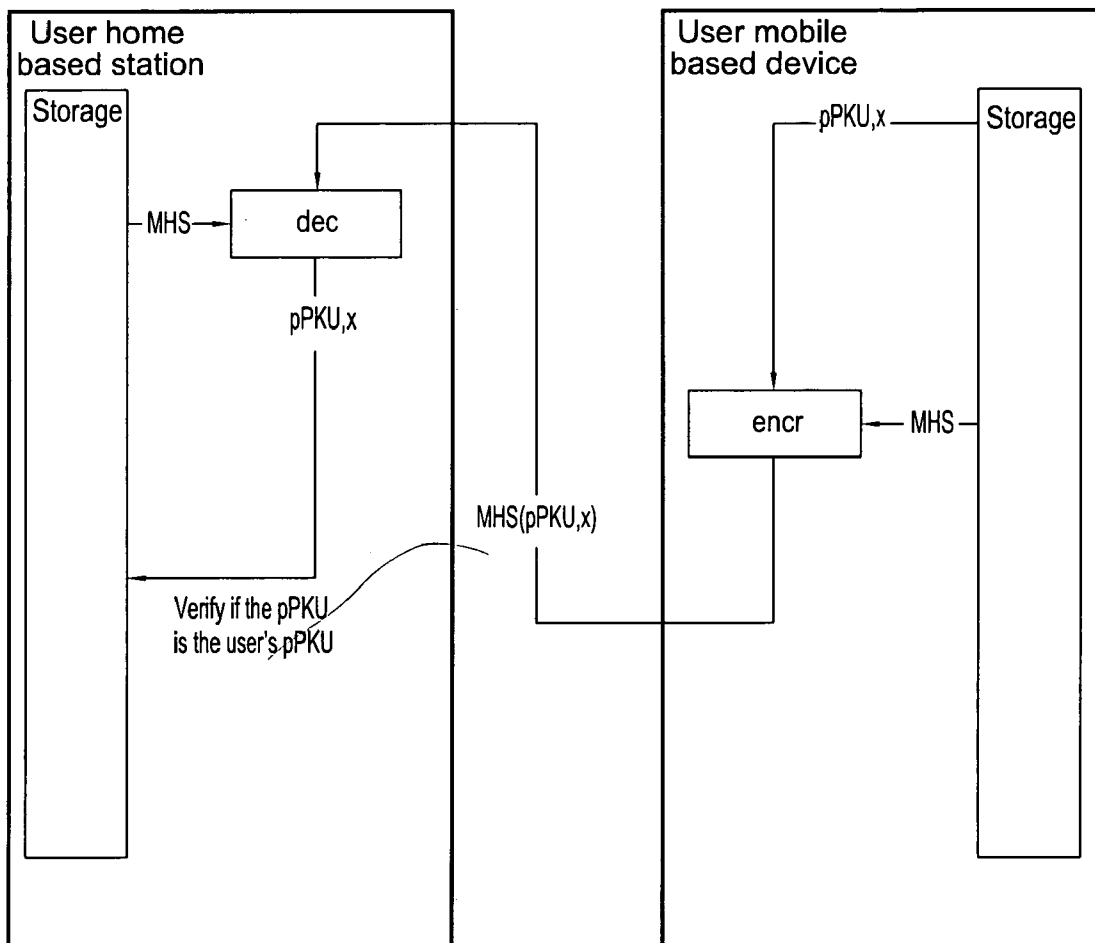 User home
based station
Storage
MHS
dec
pPKU,x
Verify if the pPKU
is the user's pPKU
MHS(pPKU,x)
User mobile
based device
pPKU,x
Storage
encr
MHS